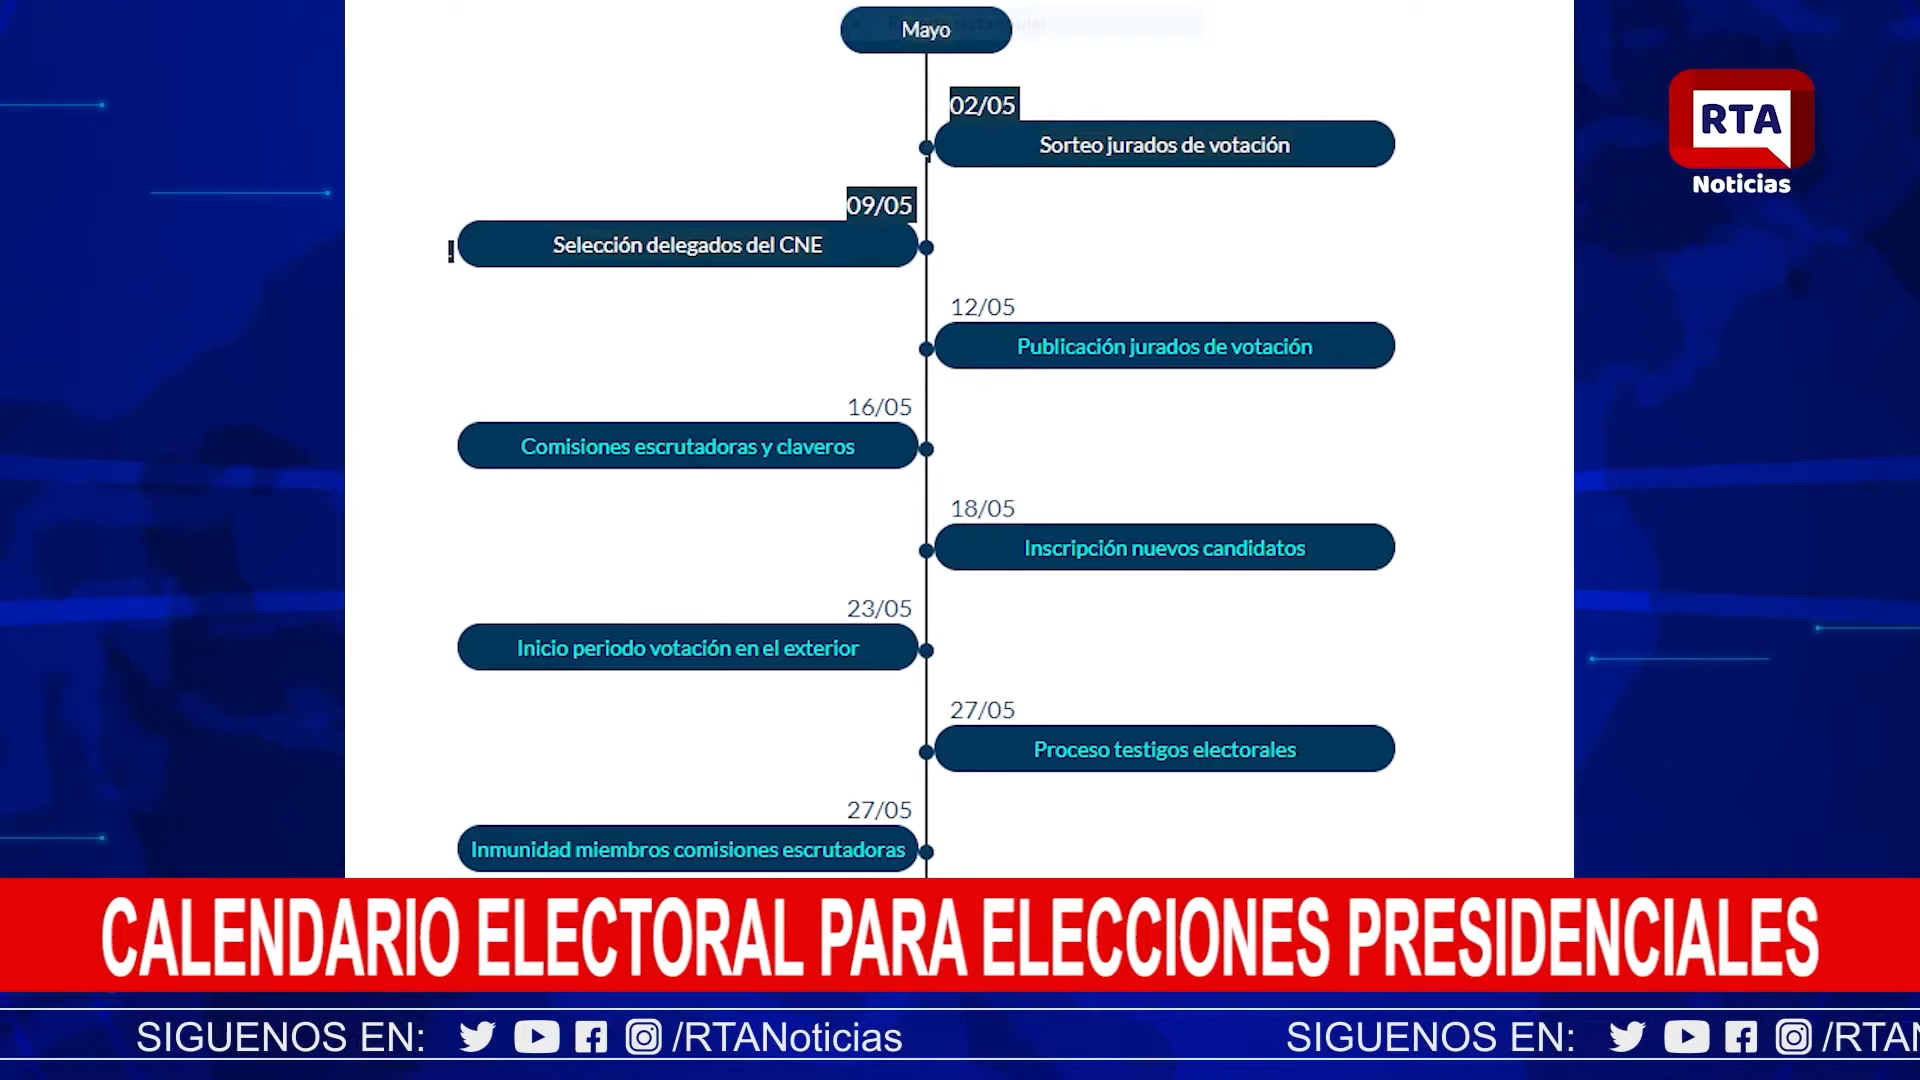 Mayo
02/05
Sorteo jurados de votación
RTA
Noticias
09/05
Selección delegados del CNE
12/05
Publicación jurados de votación
16/05
Comisiones escrutadoras y claveros
18/05
Inscripción nuevos candidatos
23/05
Inicio periodo votación en el exterior
27/05
Proceso testigos electorales
27/05
Inmunidad miembros comisiones escrutadoras
CALENDARIO ELECTORAL PARA ELECCIONES PRESIDENCIALES
SIGUENOS EN: /RTANoticias SIGUENOS EN: /RTA